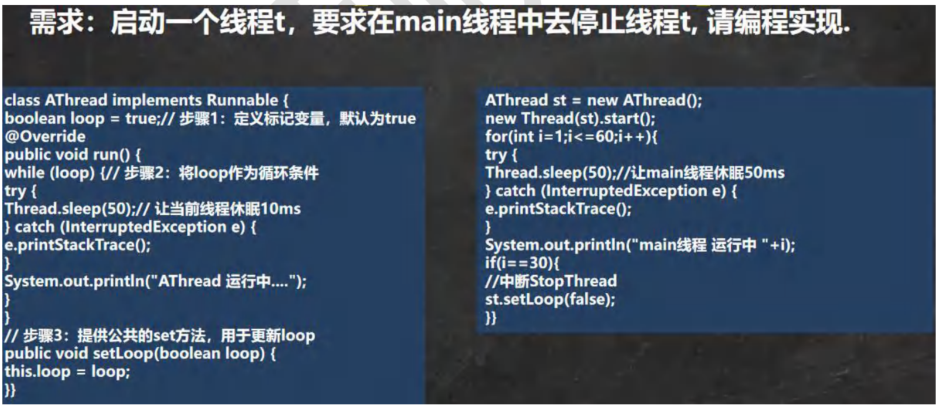 需求：启动一个线程t，要求在main线程中去停止线程t, 请编程实现.
class AThread implements Runnable {
boolean loop = true;// 步骤1：定义标记变量，默认为true
@Override
public void run() {
while (loop) {// 步骤2：将loop作为循环条件
try {
Thread.sleep(50);// 让当前线程休眠10ms
} catch (InterruptedException e) {
e.printStackTrace();
}
System.out.println("AThread 运行中....");
}
}
// 步骤3：提供公共的set方法，用于更新loop
public void setLoop(boolean loop) {
this.loop = loop;
}}
AThread st = new AThread();
new Thread(st).start();
for(int i=1;i<=60;i++){
try {
Thread.sleep(50);//让main线程休眠50ms
} catch (InterruptedException e) {
e.printStackTrace();
}
System.out.println("main线程 运行中 "+i);
if(i==30){
//中断StopThread
st.setLoop(false);
}}